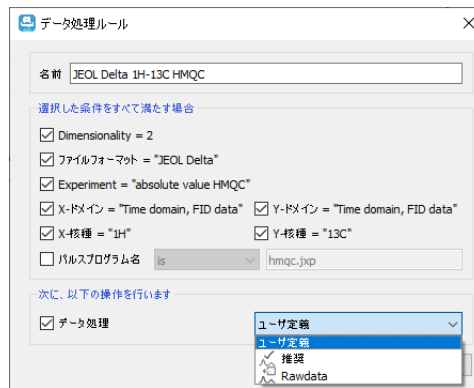 データ処理ルール
名前 JEOL Delta 1H-13C HMQC
選択した条件をすべて満たす場合
Dimensionality = 2
ファイルフォーマット = "JEOL Delta"
Experiment = "absolute value HMQC"
X-ドメイン = "Time domain, FID data" Y-ドメイン = "Time domain, FID data"
X-核種 = "1H" Y-核種 = "13C"
パルスプログラム名 is hmqc.jxp
次に、以下の操作を行います
データ処理 ユーザ定義
ユーザ定義
推奨
Rawdata